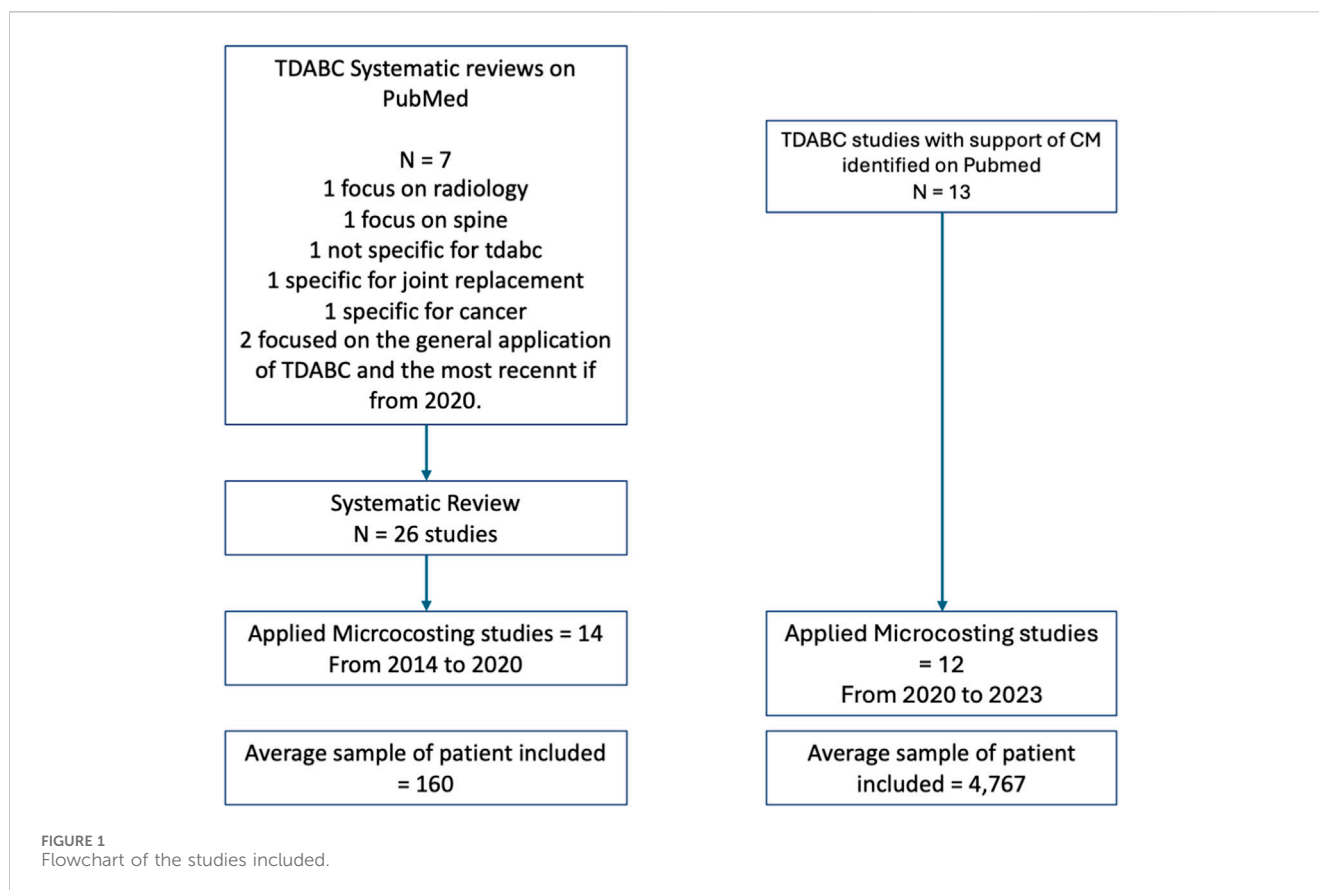 TDABC Systematic reviews on
PubMed
N = 7
1 focus on radiology
1 focus on spine
1 not specific for tdabc
1 specific for joint replacement
1 specific for cancer
2 focused on the general application
of TDABC and the most recennt if
from 2020.
Systematic Review
N = 26 studies
Applied Micrcocosting studies = 14
From 2014 to 2020
Average sample of patient included
= 160
TDABC studies with support of CM
identified on Pubmed
N = 13
Applied Microcosting studies
= 12
From 2020 to 2023
Average sample of patient
included = 4,767
FIGURE 1
Flowchart of the studies included.